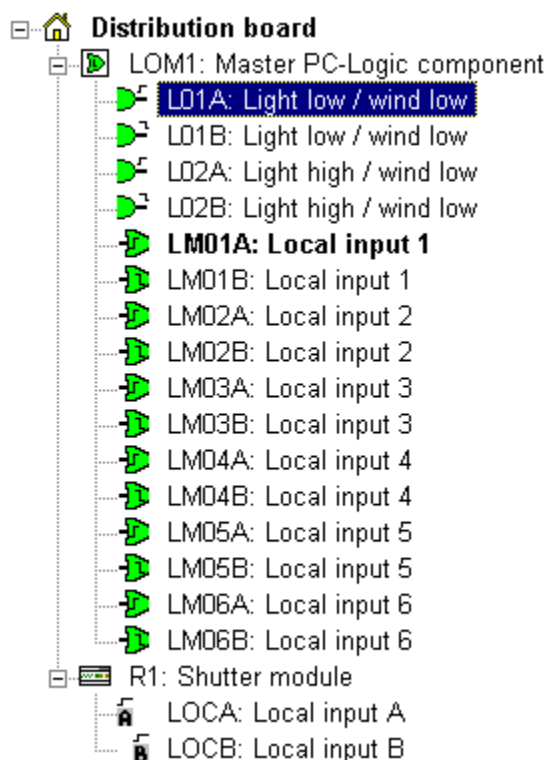 Distribution board
LOM1: Master PC-Logic component
L01A: Light low / wind low
L01B: Light low / wind low
L02A: Light high / wind low
L02B: Light high / wind low
LM01A: Local input 1
LM01B: Local input 1
LM02A: Local input 2
LM02B: Local input 2
LM03A: Local input 3
LM03B: Local input 3
LM04A: Local input 4
LM04B: Local input 4
LM05A: Local input 5
LM05B: Local input 5
LM06A: Local input 6
LM06B: Local input 6
R1: Shutter module
A LOCA: Local input A
B LOCB: Local input B